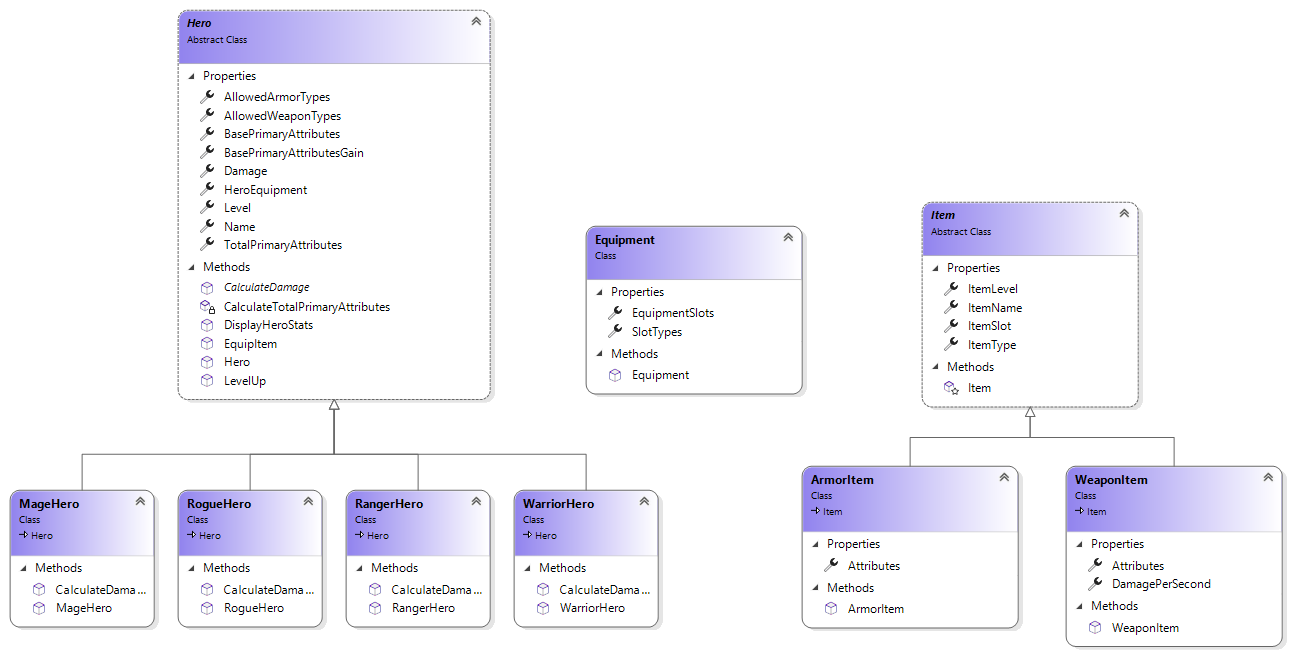 Hero
Abstract Class
Properties
AllowedArmorTypes
AllowedWeaponTypes
BasePrimaryAttributes
BasePrimaryAttributesGain
Damage
HeroEquipment
Level
Name
TotalPrimaryAttributes
Methods
CalculateDamage
CalculateTotalPrimaryAttributes
DisplayHeroStats
EquipItem
Hero
LevelUp
Equipment
Class
Properties
EquipmentSlots
SlotTypes
Methods
Equipment
Item
Abstract Class
Properties
ItemLevel
ItemName
ItemSlot
ItemType
Methods
Item
MageHero
Class
Hero
Methods
CalculateDama...
MageHero
RogueHero
Class
Hero
Methods
CalculateDama...
RogueHero
RangerHero
Class
Hero
Methods
CalculateDama...
RangerHero
WarriorHero
Class
Hero
Methods
CalculateDama...
WarriorHero
ArmorItem
Class
Item
Properties
Attributes
Methods
ArmorItem
WeaponItem
Class
Item
Properties
Attributes
DamagePerSecond
Methods
WeaponItem